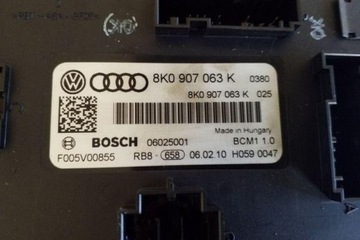 8K0 907 063 K 0380
8K0 907 063 K 025
Made in Hungary
BOSCH 06025001 BCM1 1.0
F005V00855 RB8- 658 06.02.10 H059 0047